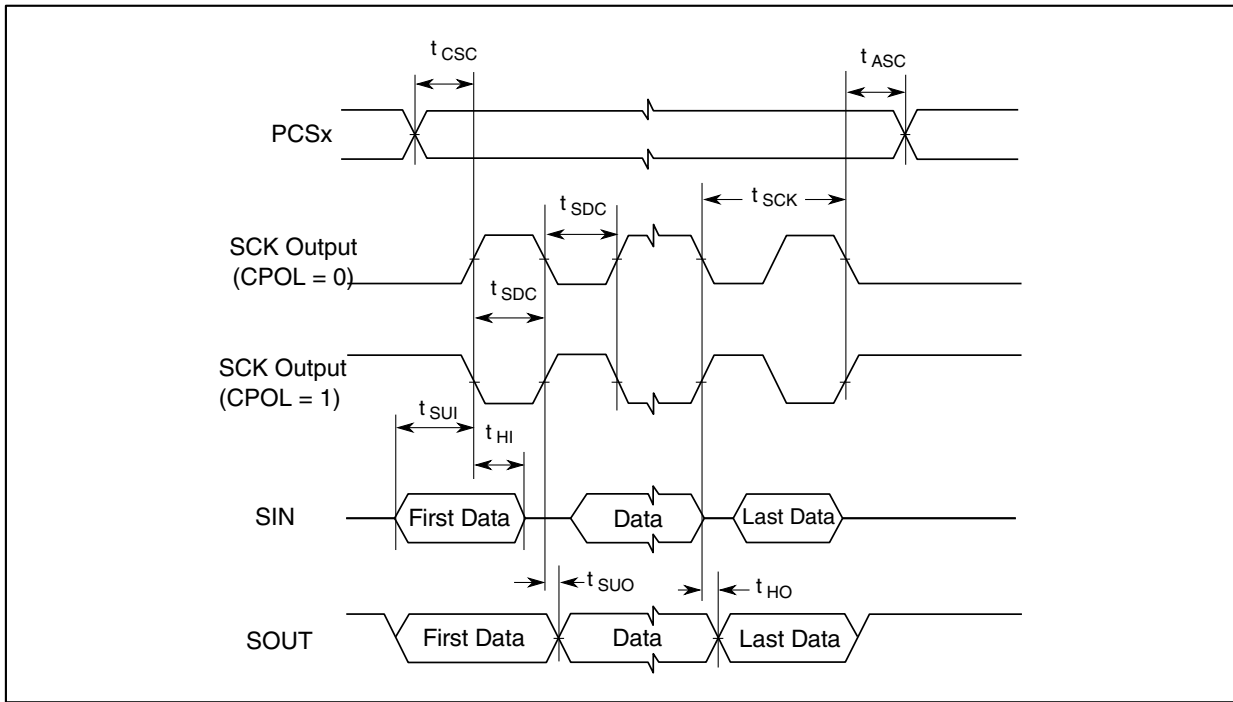 t CSC
t ASC
PCSx
t SCK
t SDC
SCK Output
(CPOL = 0)
t SDC
SCK Output
(CPOL = 1)
t SUI
t HI
SIN
First Data
Data
Last Data
t SUO
t HO
SOUT
First Data
Data
Last Data